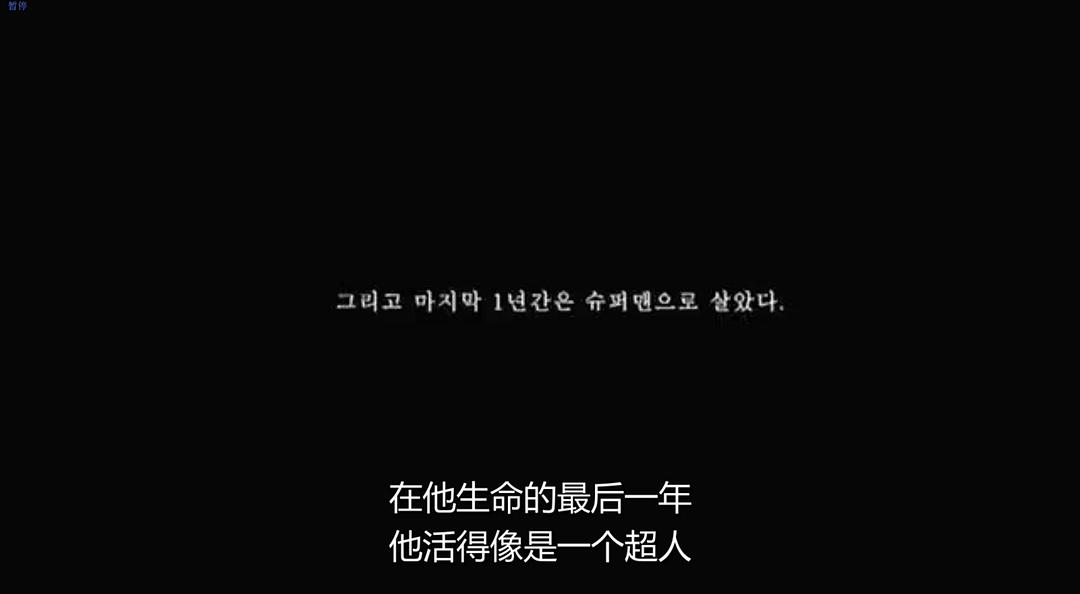 暂停
그리고 마지막 1년간은 슈퍼맨으로 살았다.
在他生命的最后一年
他活得像是一个超人